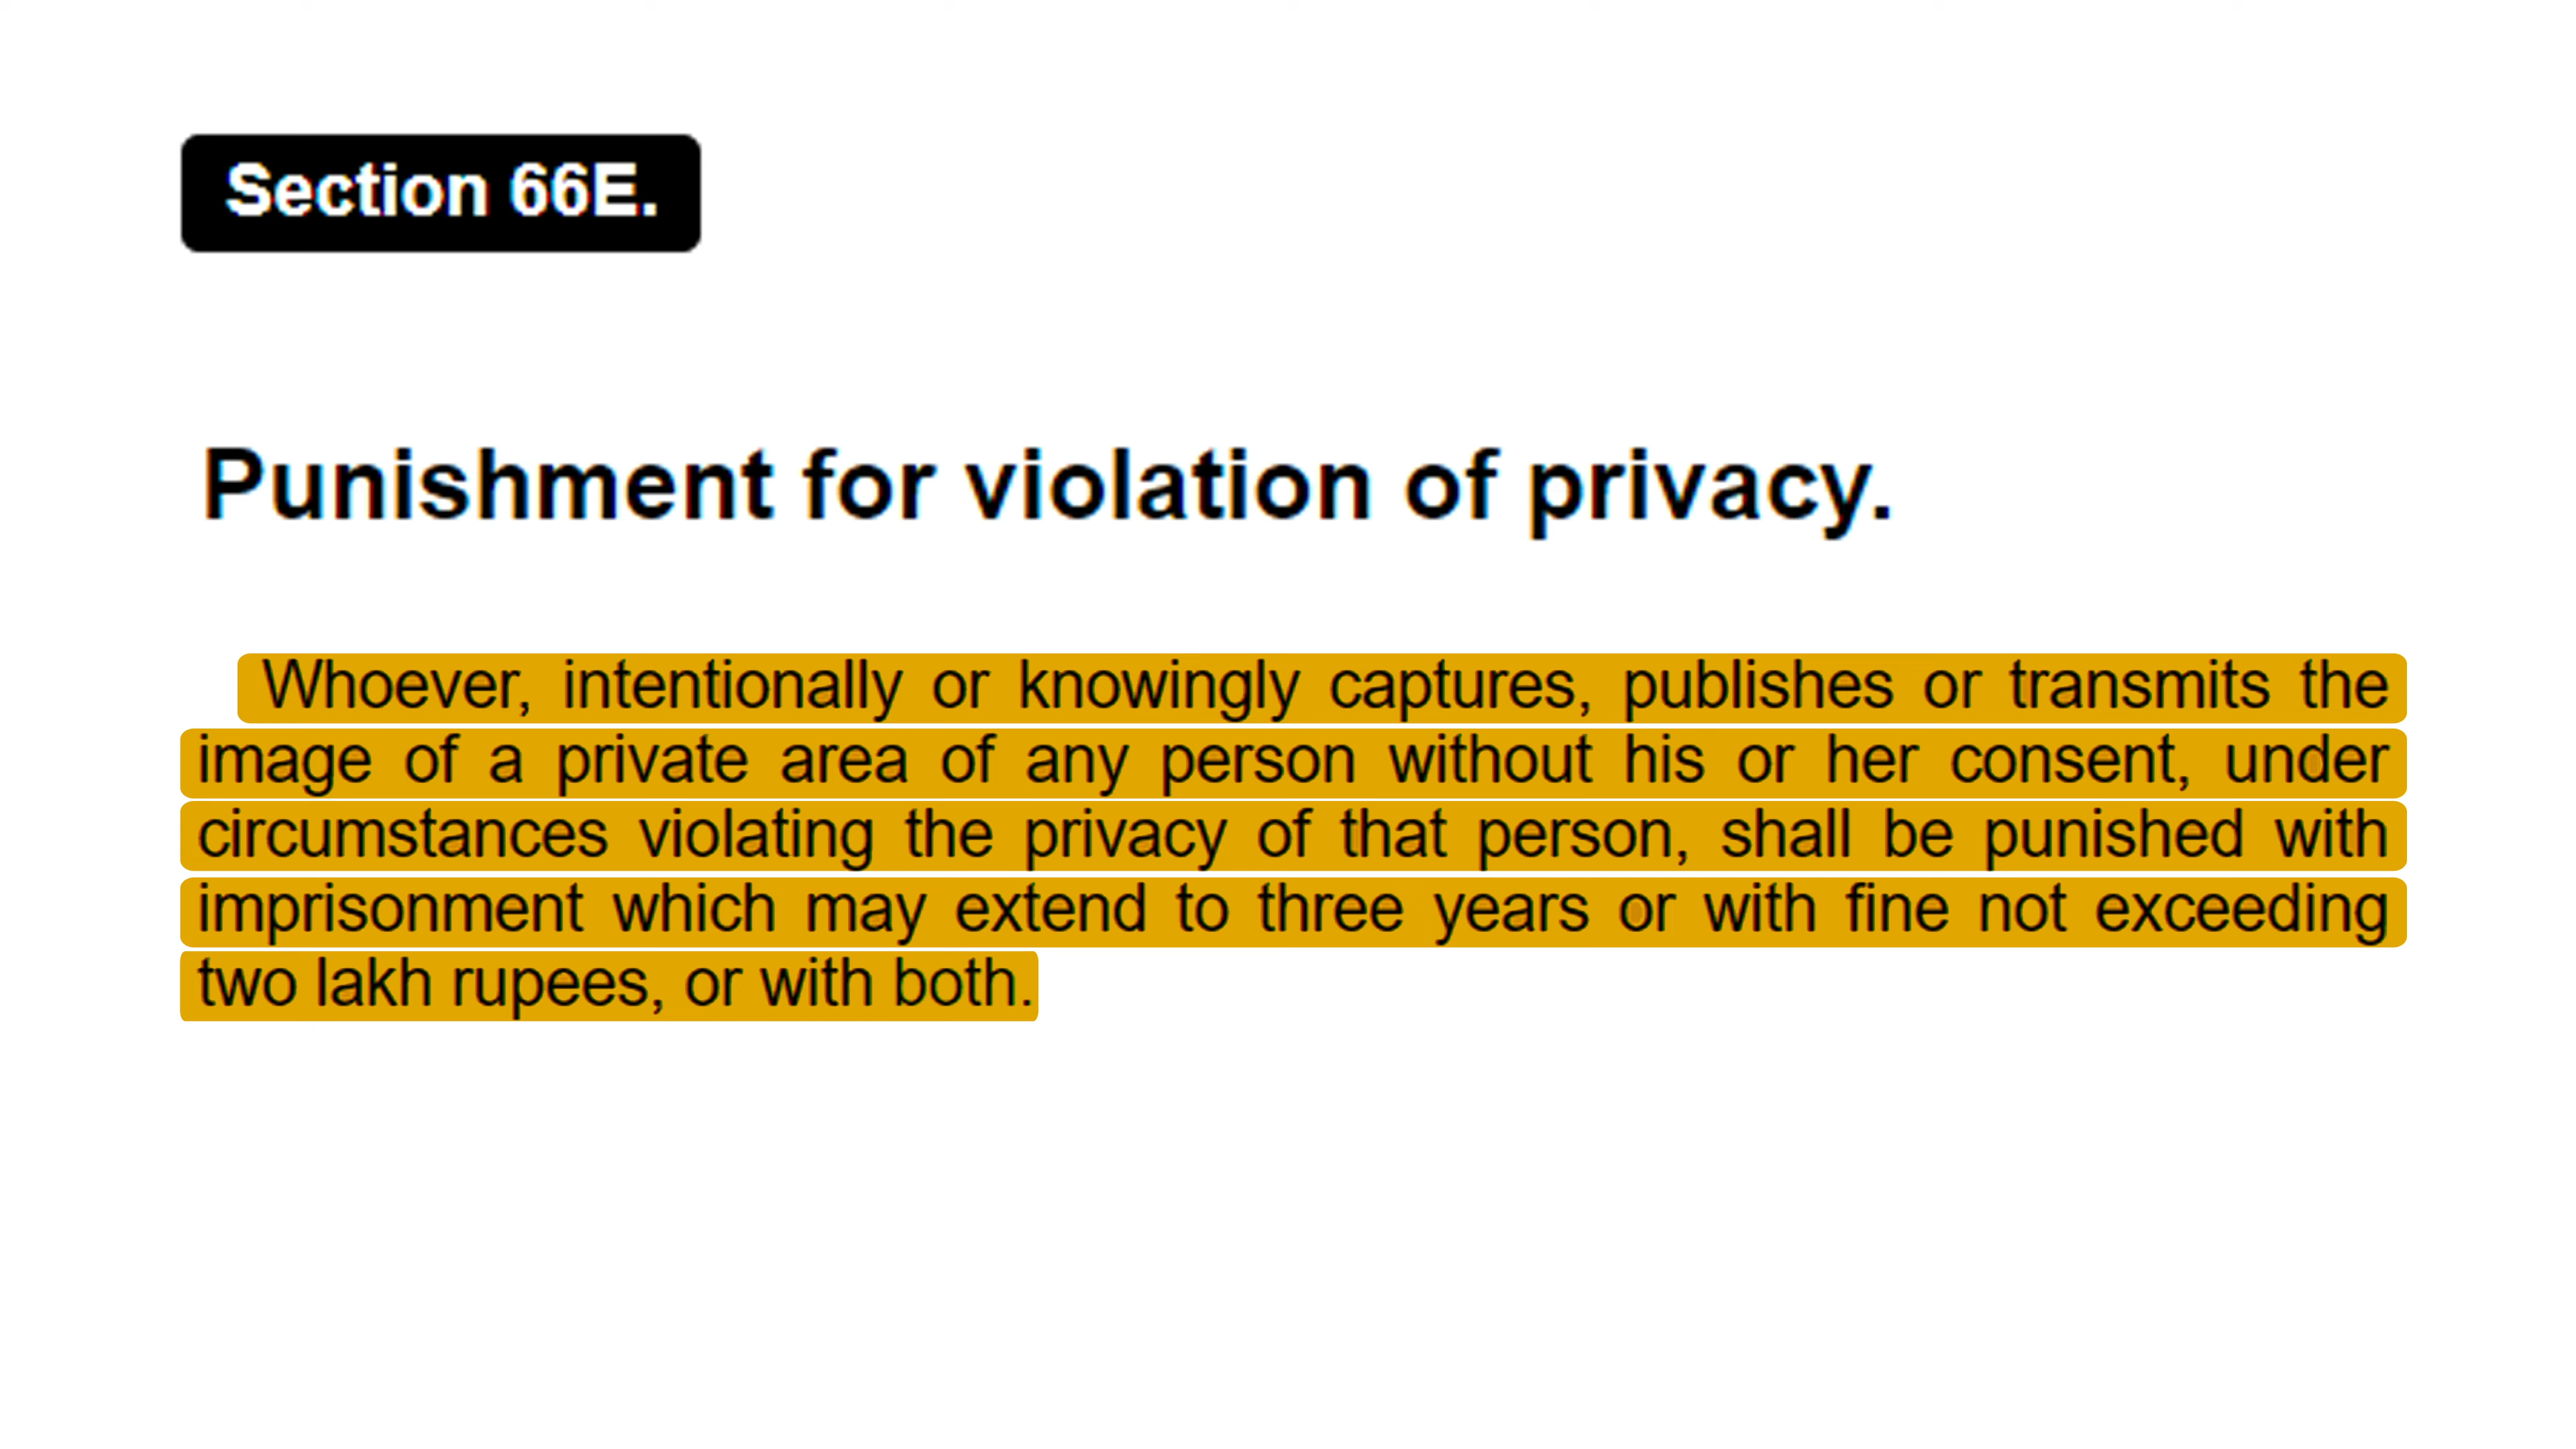 Section 66E.
Punishment for violation of privacy.
Whoever, intentionally or knowingly captures, publishes or transmits the
image of a private area of any person without his or her consent, under
circumstances violating the privacy of that person, shall be punished with
imprisonment which may extend to three years or with fine not exceeding
two lakh rupees, or with both.